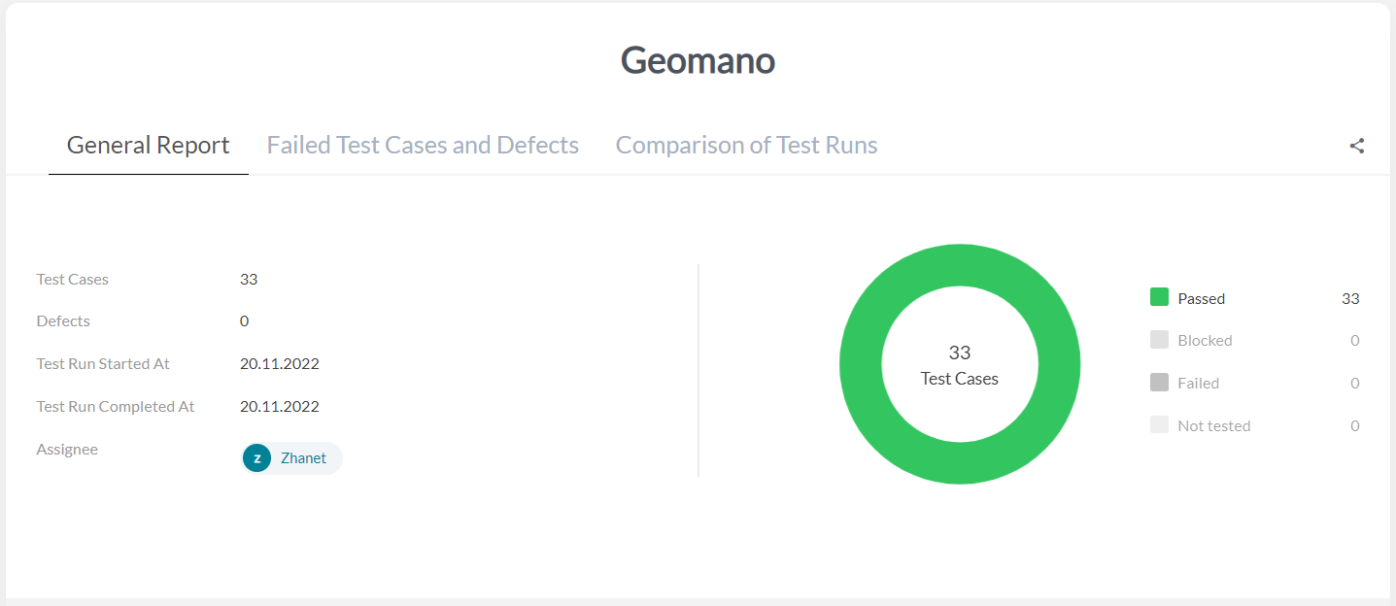 Geomano
General Report Failed Test Cases and Defects Comparison of Test Runs
Test Cases 33
Defects 0
Test Run Started At 20.11.2022
Test Run Completed At 20.11.2022
Assignee z Zhanet
33
Test Cases
Passed 33
Blocked 0
Failed 0
Not tested 0